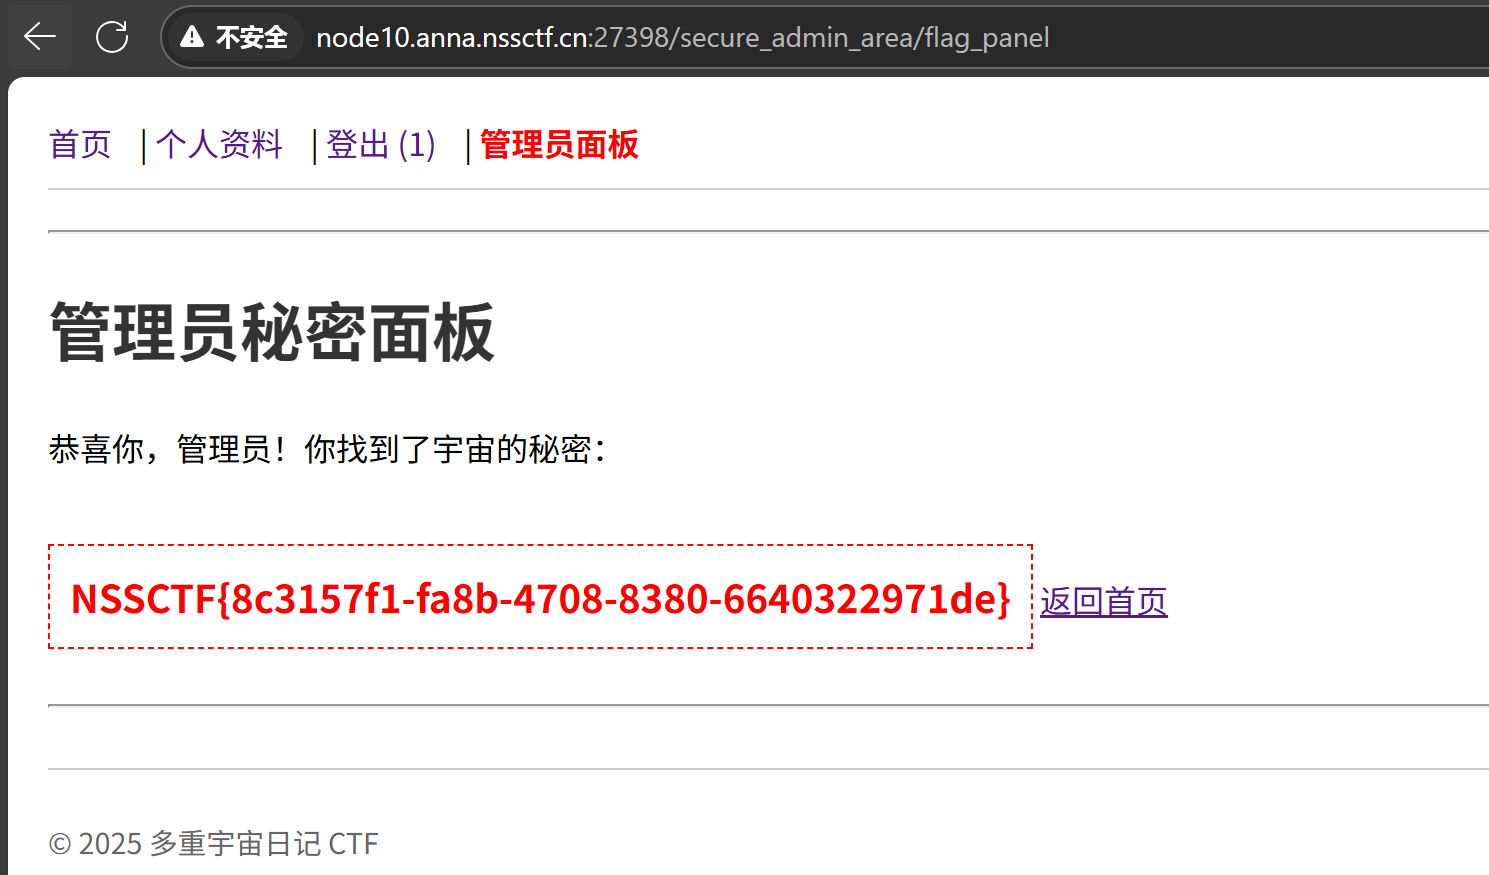 不安全 node10.anna.nssctf.cn:27398/secure_admin_area/flag_panel
首页 | 个人资料 | 登出 (1) | 管理员面板
管理员秘密面板
恭喜你，管理员！你找到了宇宙的秘密：
NSSCTF{8c3157f1-fa8b-4708-8380-6640322971de} 返回首页
© 2025 多重宇宙日记 CTF